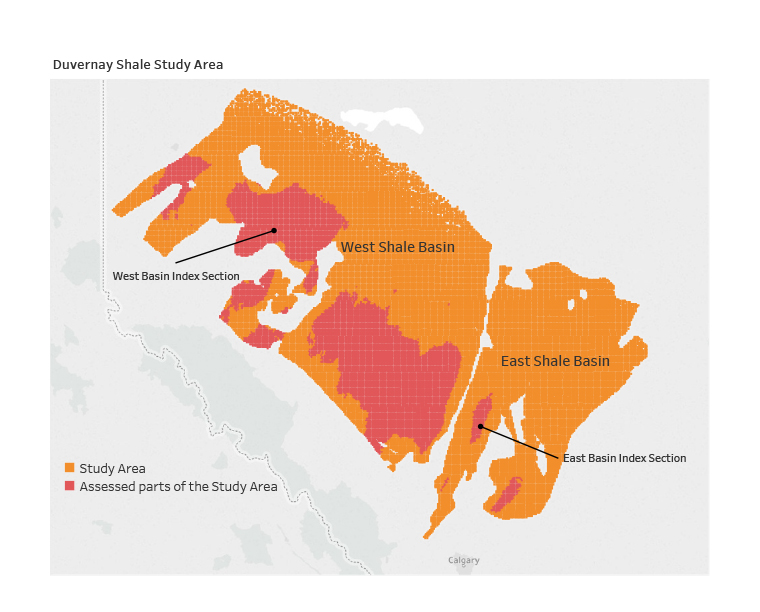 Duvernay Shale Study Area
West Shale Basin
West Basin Index Section
East Shale Basin
East Basin Index Section
Study Area
Assessed parts of the Study Area
Calgary